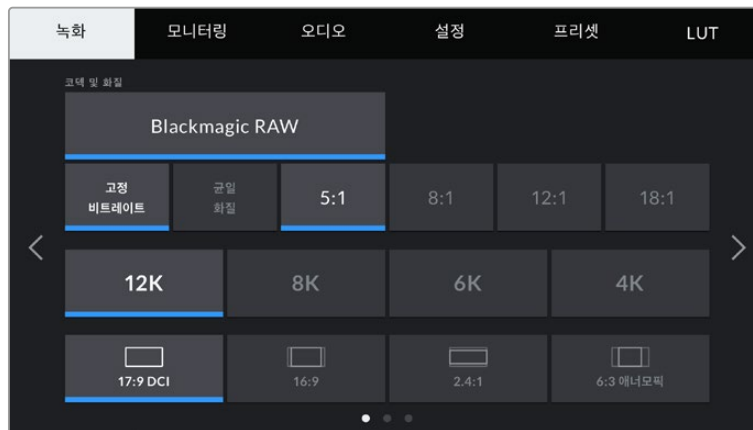 녹화 모니터링 오디오 설정 프리셋 LUT
코덱 및 화질
Blackmagic RAW
고정 비트레이트 균일 화질 5:1 8:1 12:1 18:1
12K 8K 6K 4K
17:9 DCI 16:9 2.4:1 6:3 애너모픽